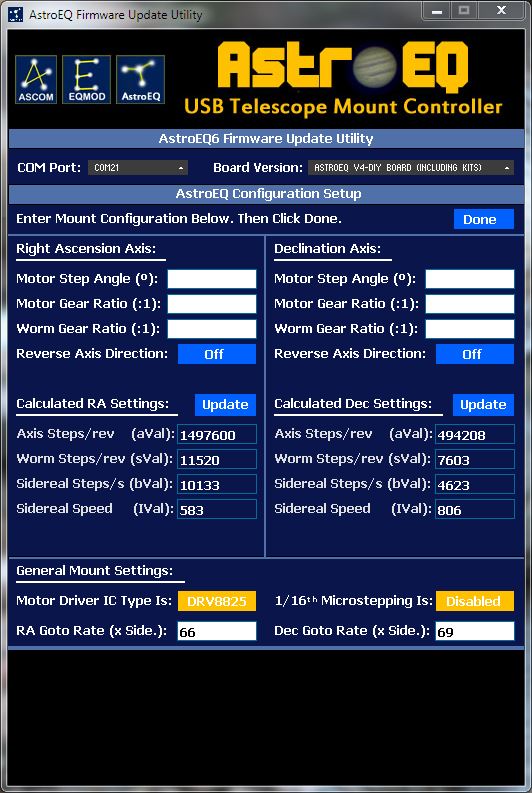 AstroEQ Firmware Update Utility
ASCOM EQMOD AstroEQ
AstroEQ
USB Telescope Mount Controller
AstroEQ6 Firmware Update Utility
COM Port: COM21 Board Version: ASTROEQ V4-DIY BOARD (INCLUDING KITS)
AstroEQ Configuration Setup
Enter Mount Configuration Below. Then Click Done. Done
Right Ascension Axis:
Motor Step Angle (º):
Motor Gear Ratio (:1):
Worm Gear Ratio (:1):
Reverse Axis Direction: Off
Calculated RA Settings: Update
Axis Steps/rev (aVal): 1497600
Worm Steps/rev (sVal): 11520
Sidereal Steps/s (bVal): 10133
Sidereal Speed (IVal): 583
Declination Axis:
Motor Step Angle (º):
Motor Gear Ratio (:1):
Worm Gear Ratio (:1):
Reverse Axis Direction: Off
Calculated Dec Settings: Update
Axis Steps/rev (aVal): 494208
Worm Steps/rev (sVal): 7603
Sidereal Steps/s (bVal): 4623
Sidereal Speed (IVal): 806
General Mount Settings:
Motor Driver IC Type Is: DRV8825 1/16ᵗʰ Microstepping Is: Disabled
RA Goto Rate (x Side.): 66 Dec Goto Rate (x Side.): 69